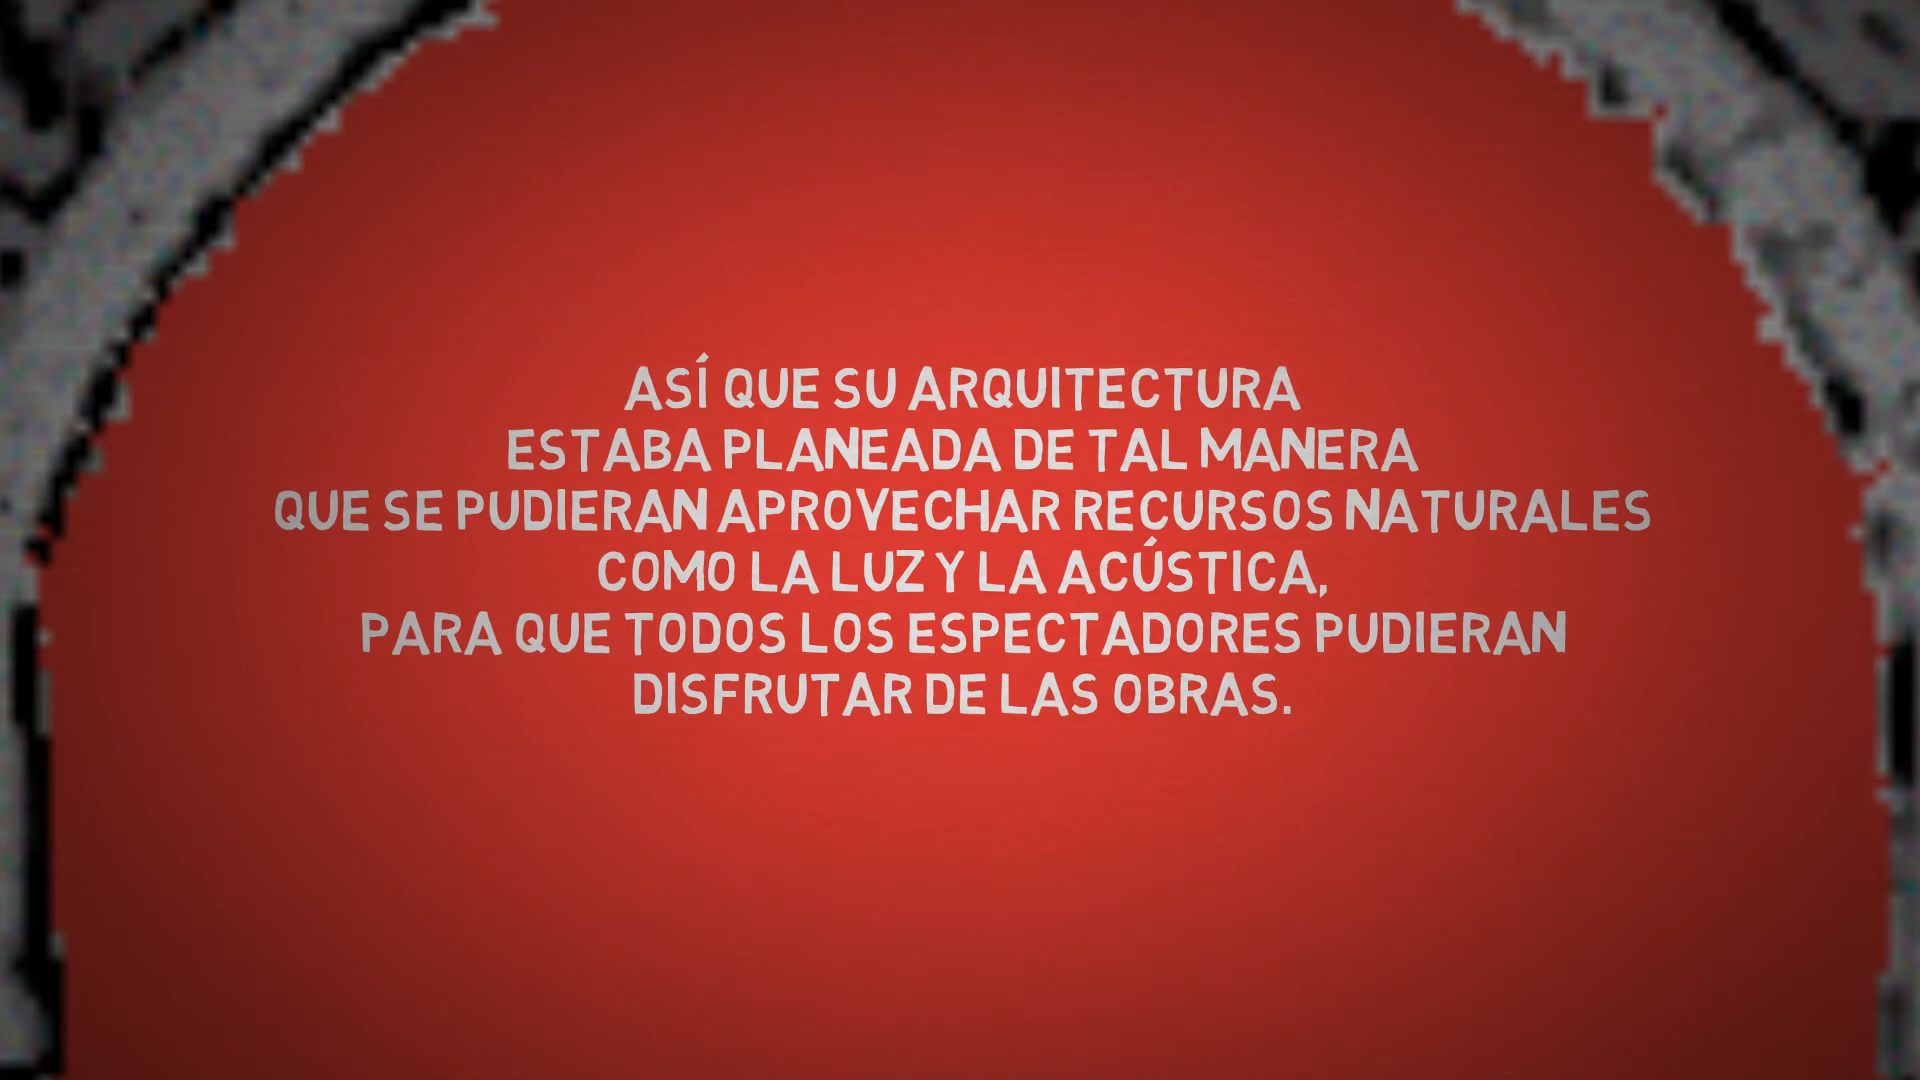 ASÍ QUE SU ARQUITECTURA
ESTABA PLANEADA DE TAL MANERA
QUE SE PUDIERAN APROVECHAR RECURSOS NATURALES
COMO LA LUZ Y LA ACÚSTICA,
PARA QUE TODOS LOS ESPECTADORES PUDIERAN
DISFRUTAR DE LAS OBRAS.